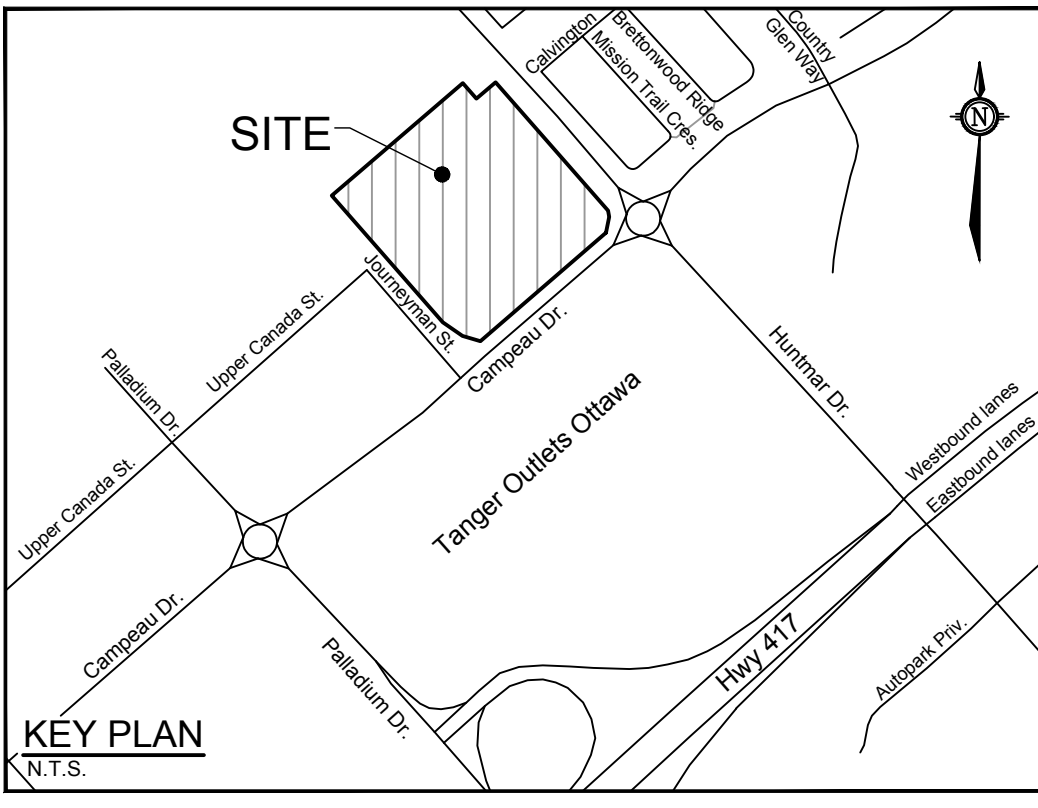 Calvington
Brettonwood Ridge
Mission Trail Cres.
Country
Glen Way
SITE
N
Journeyman St.
Upper Canada St.
Palladium Dr.
Campeau Dr.
Huntmar Dr.
Tanger Outlets Ottawa
Westbound lanes
Eastbound lanes
Upper Canada St.
Campeau Dr.
Palladium Dr.
Hwy 417
Autopark Priv.
KEY PLAN
N.T.S.